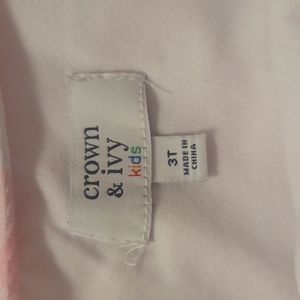 crown
& ivy
kids
3T
MADE IN
CHINA